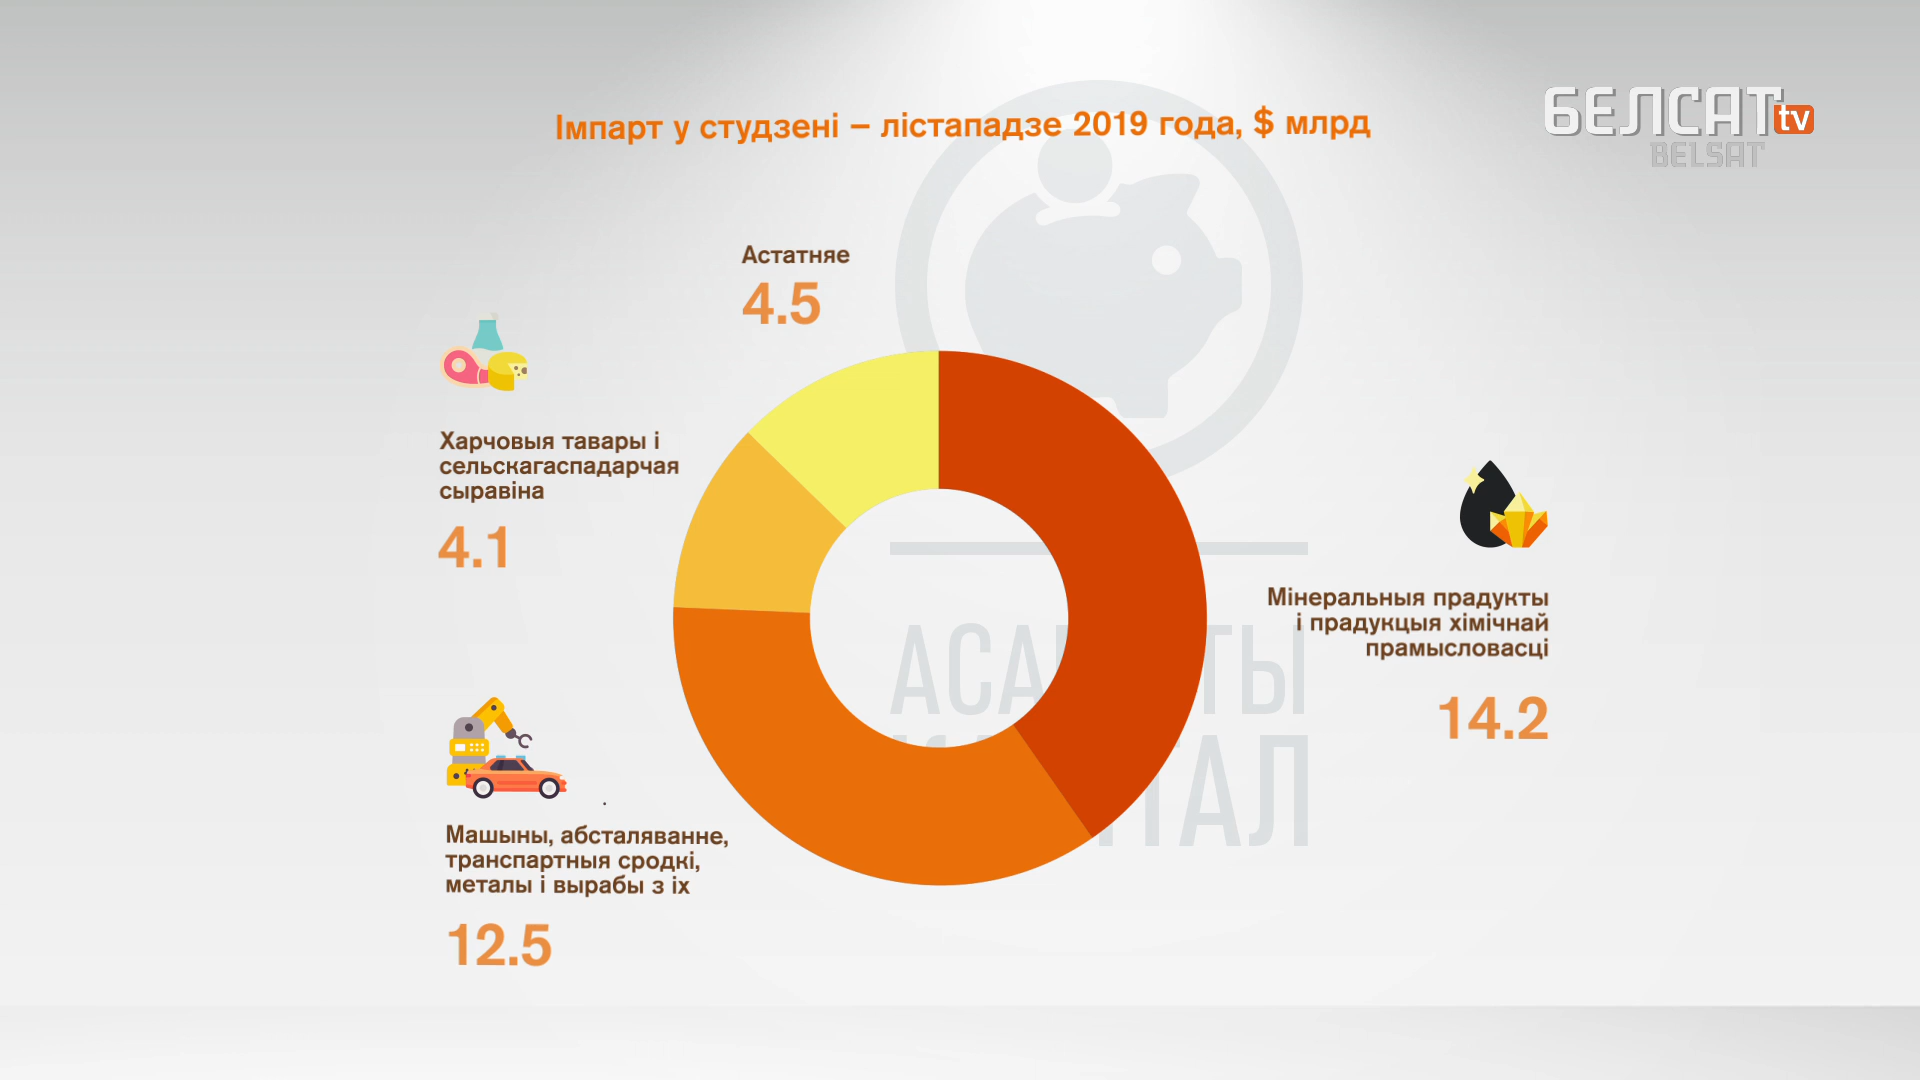 Імпарт у студзені – лістападзе 2019 года, $ млрд
БЕЛСАТ tv
BELSAT
Астатняе
4.5
Харчовыя тавары і
сельскагаспадарчая
сыравіна
4.1
Мінеральныя прадукты
і прадукцыя хімічнай
прамысловасці
14.2
Машыны, абсталяванне,
транспартныя сродкі,
металы і вырабы з іх
12.5